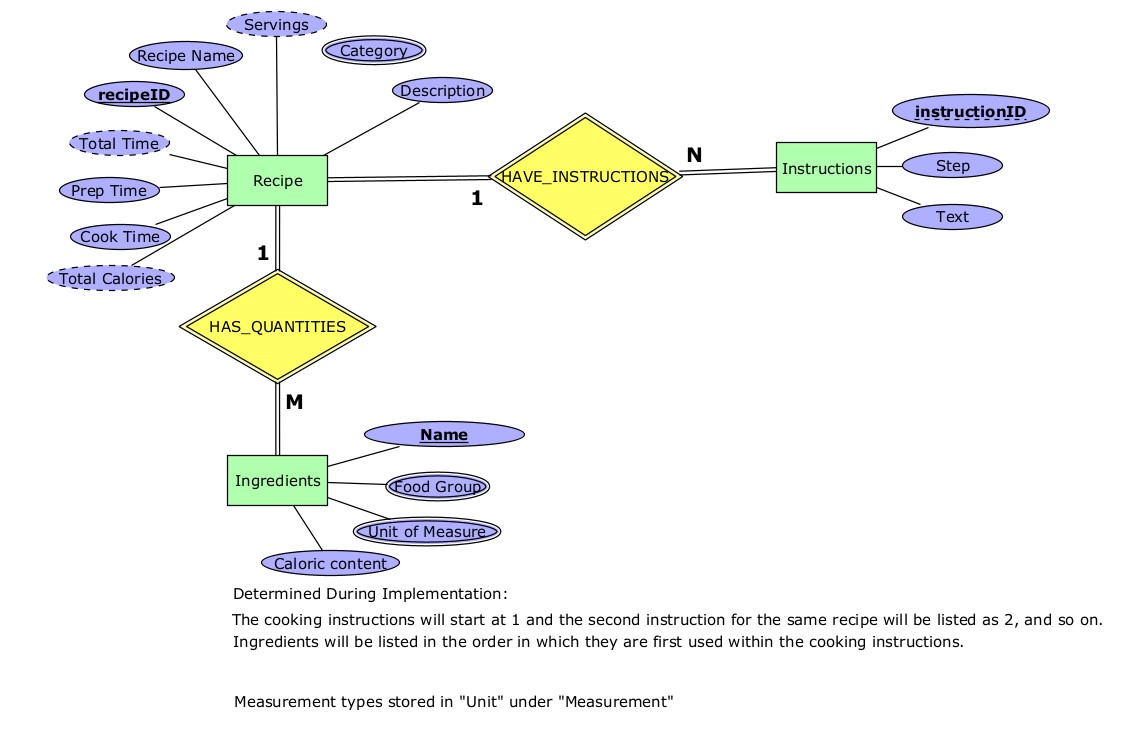 Servings
Category
Recipe Name
Description
recipeID
instructionID
Total Time
Recipe
HAVE_INSTRUCTIONS
N
Instructions
Step
Prep Time
1
Text
Cook Time
1
Total Calories
HAS_QUANTITIES
M
Name
Ingredients
Food Group
Unit of Measure
Caloric content
Determined During Implementation:
The cooking instructions will start at 1 and the second instruction for the same recipe will be listed as 2, and so on.
Ingredients will be listed in the order in which they are first used within the cooking instructions.
Measurement types stored in "Unit" under "Measurement"